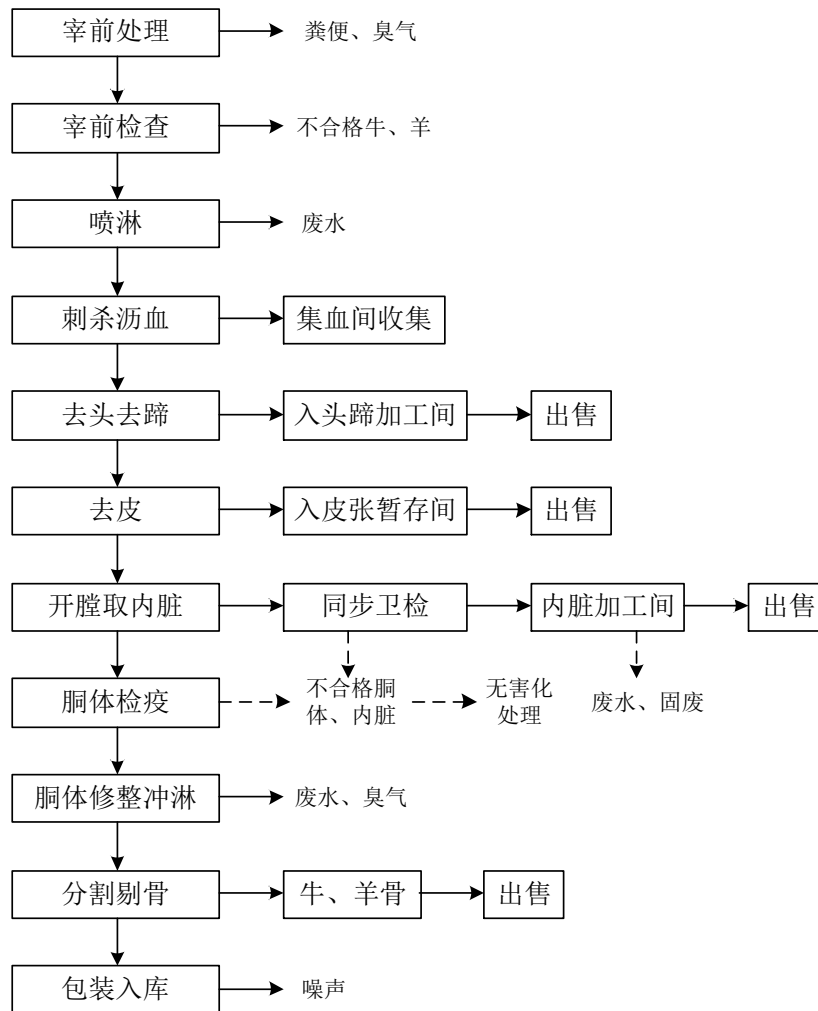 宰前处理
粪便、臭气
宰前检查
不合格牛、羊
喷淋
废水
刺杀沥血
集血间收集
去头去蹄
入头蹄加工间
出售
去皮
入皮张暂存间
出售
开膛取内脏
同步卫检
内脏加工间
出售
胴体检疫
不合格胴
体、内脏
无害化
处理
废水、固废
胴体修整冲淋
废水、臭气
分割剔骨
牛、羊骨
出售
包装入库
噪声